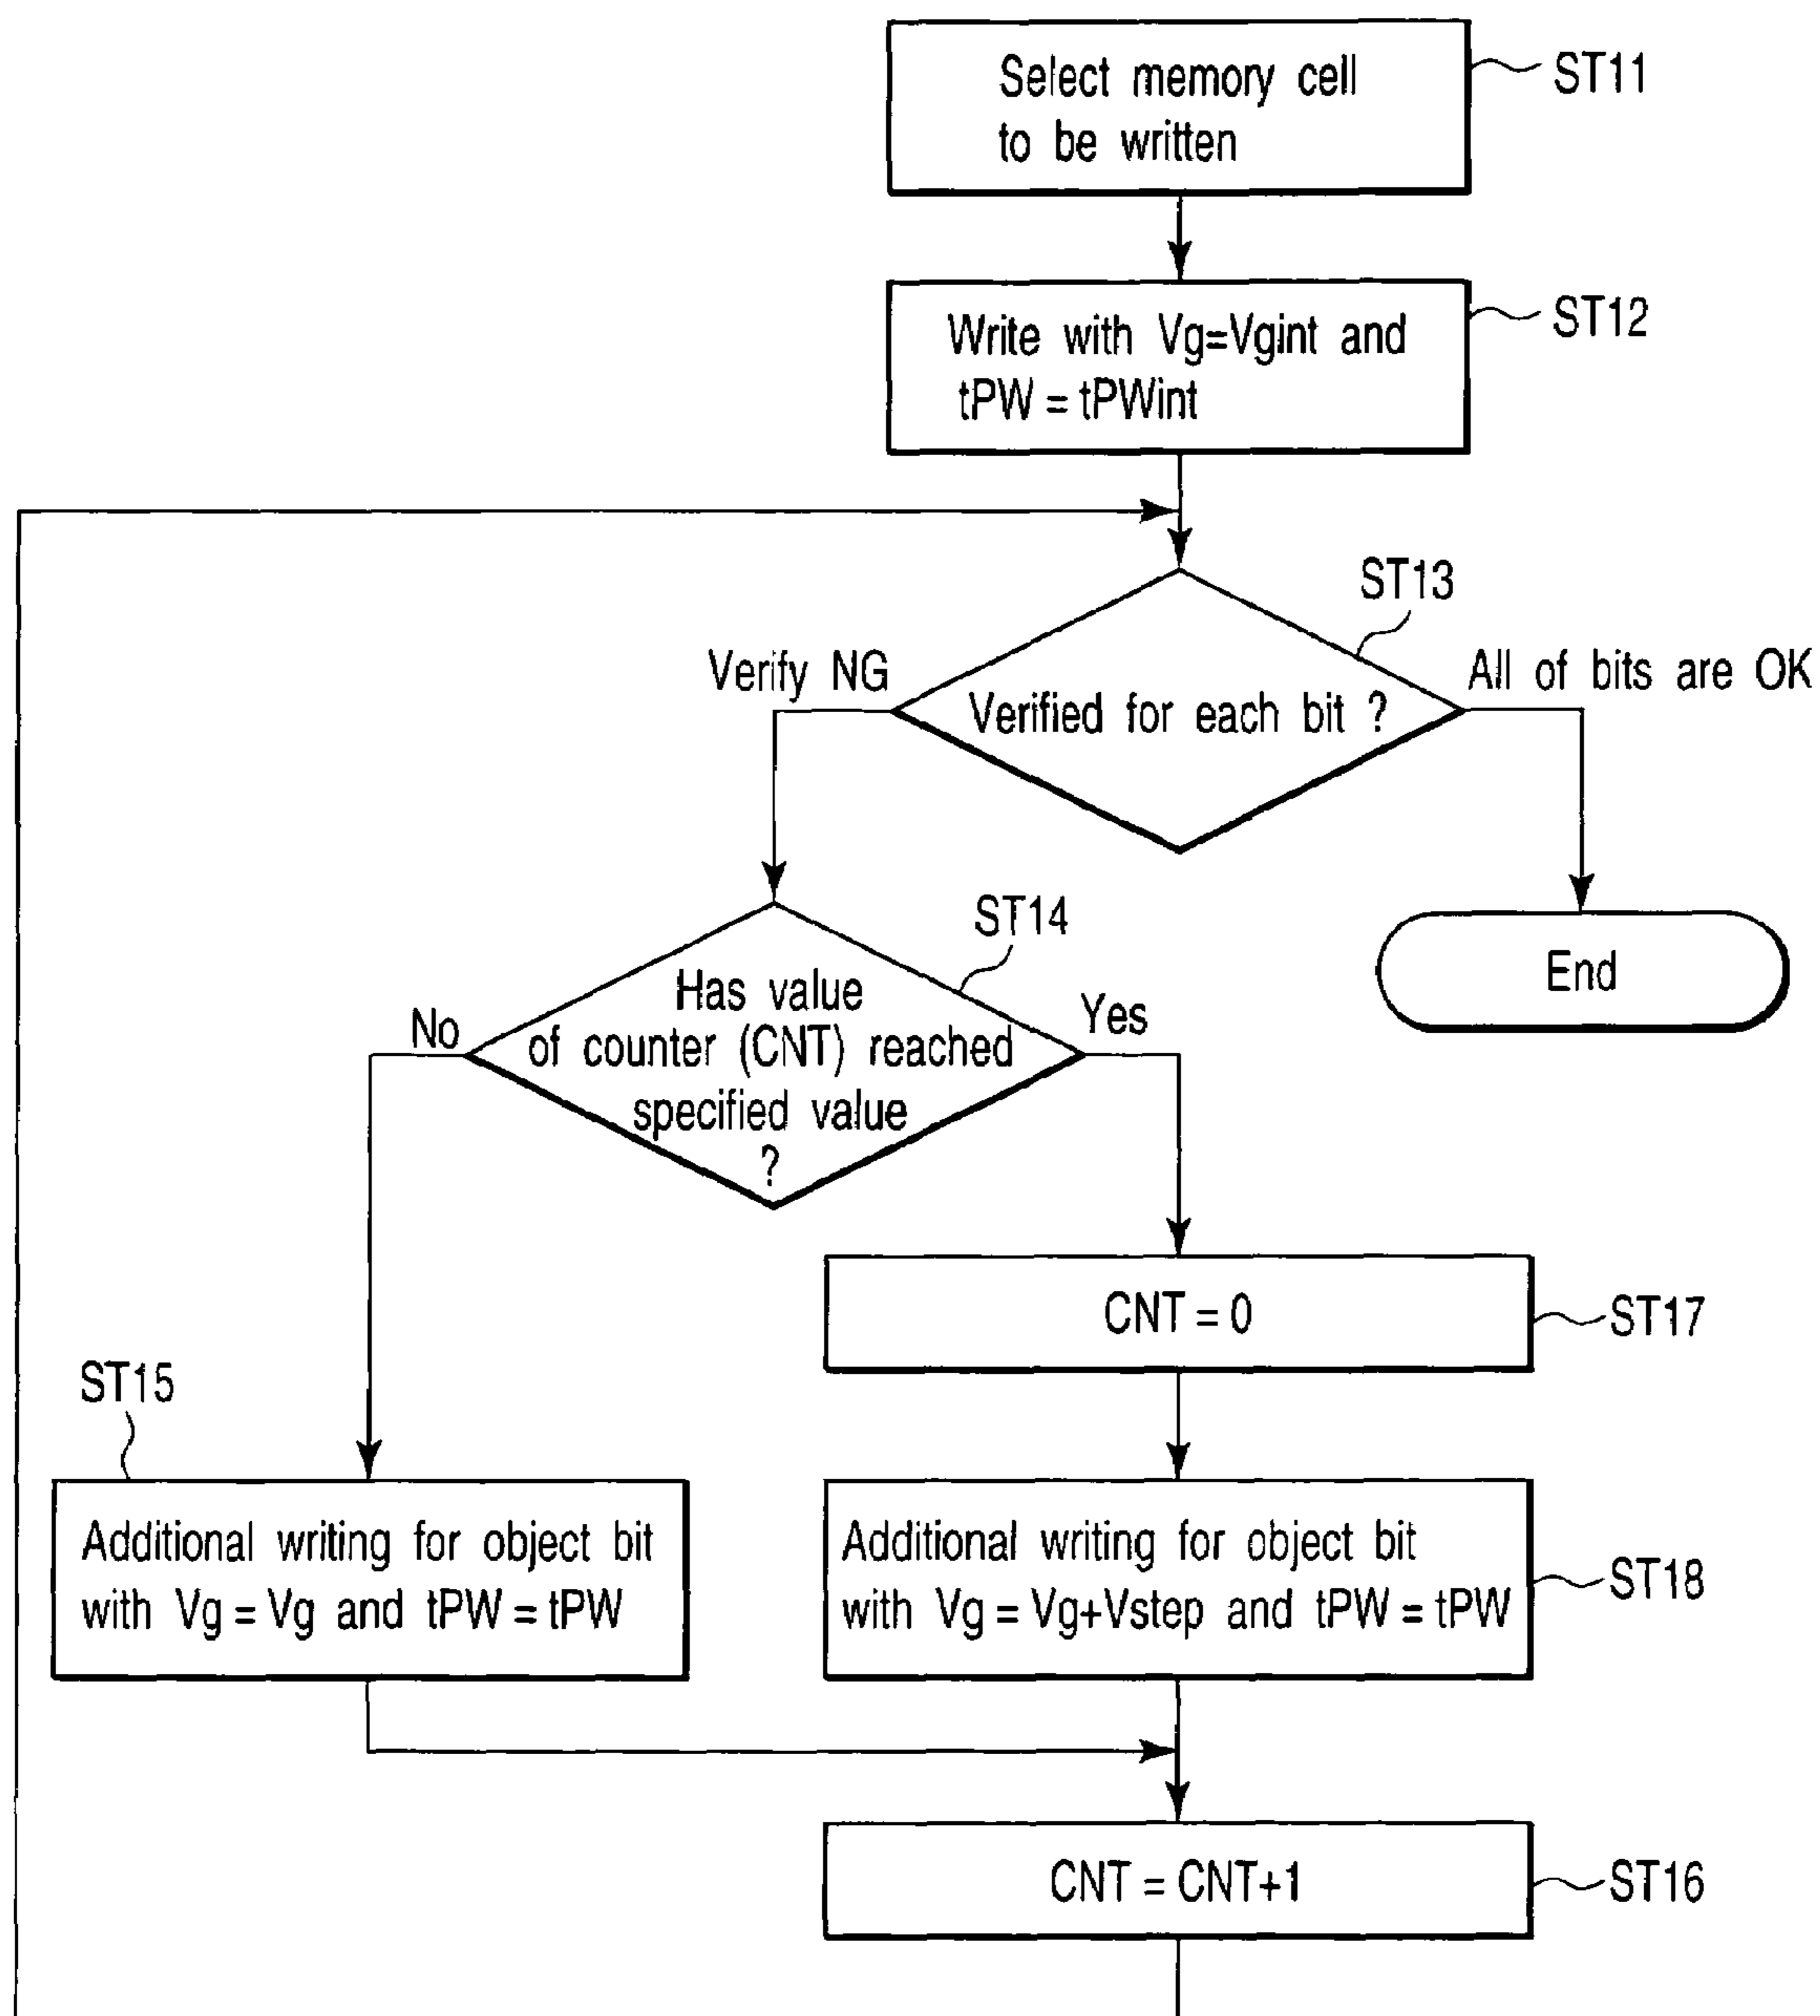 Select memory cell
to be written
ST11
Write with Vg=Vgint and
tPW = tPWint
ST12
ST13
Verify NG
Verified for each bit ?
All of bits are OK
End
ST14
Has value
of counter (CNT) reached
specified value
?
No
Yes
CNT = 0
ST17
ST15
Additional writing for object bit
with Vg = Vg and tPW = tPW
Additional writing for object bit
with Vg = Vg+Vstep and tPW = tPW
ST18
CNT = CNT+1
ST16